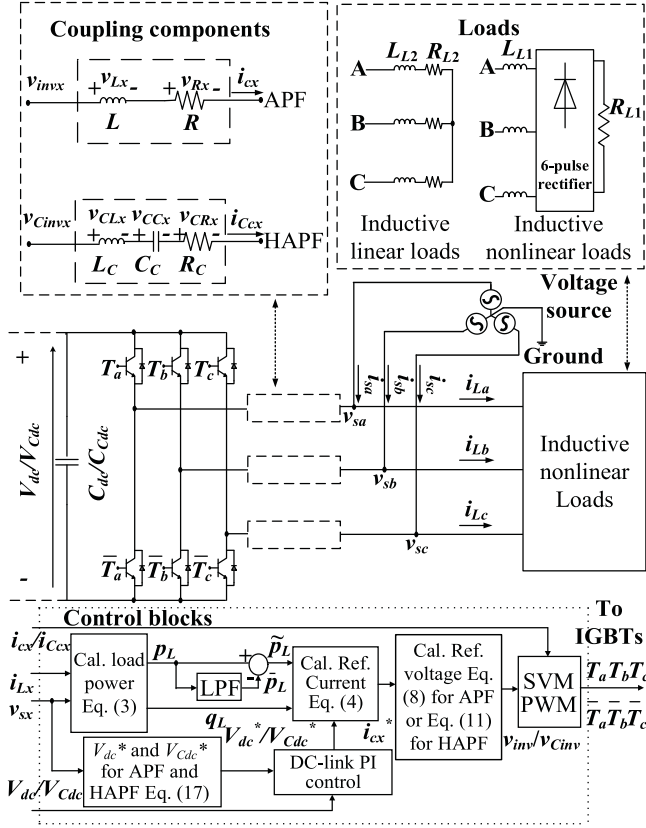 Coupling components
v_invx
+ v_Lx -
+ v_Rx -
i_cx
APF
L
R
v_Cinvx
v_CLx
v_CCx
v_CRx
+ - + - + -
i_Ccx
HAPF
L_C
C_C
R_C
Loads
A
L_L2
R_L2
B
C
Inductive
linear loads
A
L_L1
B
C
6-pulse
rectifier
R_L1
Inductive
nonlinear loads
Voltage
source
Ground
i_sa
i_sb
i_sc
+
V_dc/V_Cdc
-
C_dc/C_Cdc
T_a
T_b
T_c
T̅_a
T̅_b
T̅_c
v_sa
v_sb
v_sc
i_La
i_Lb
i_Lc
Inductive
nonlinear
Loads
Control blocks
i_cx/i_Ccx
i_Lx
v_sx
V_dc/V_Cdc
Cal. load
power
Eq. (3)
p_L
LPF
+
-
p̃_L
p̄_L
q_L
Cal. Ref.
Current
Eq. (4)
V_dc*/V_Cdc*
i_cx*
V_dc* and V_Cdc*
for APF and
HAPF Eq. (17)
DC-link PI
control
Cal. Ref.
voltage Eq.
(8) for APF
or Eq. (11)
for HAPF
v_inv/v_Cinv
SVM
PWM
To
IGBTs
T_aT_bT_c
T̅_aT̅_bT̅_c